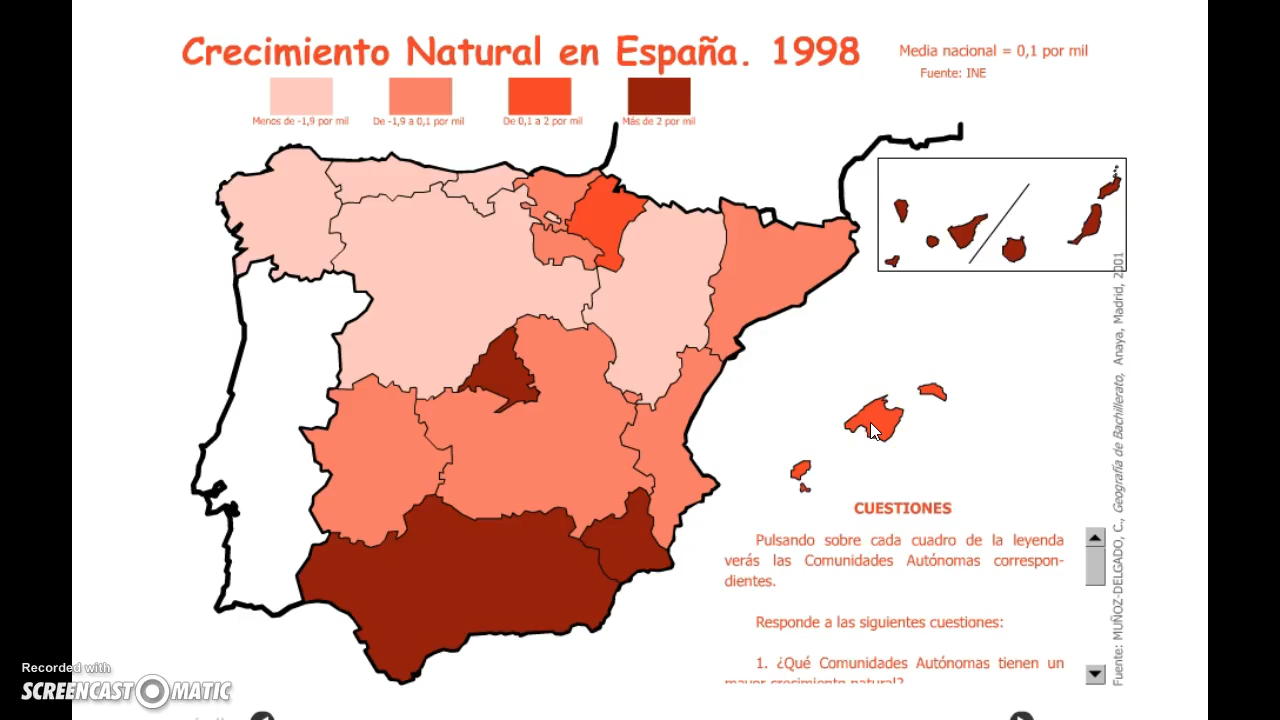 Crecimiento Natural en España. 1998
Media nacional = 0,1 por mil
Fuente: INE
Menos de -1,9 por mil
De -1,9 a 0,1 por mil
De 0,1 a 2 por mil
Más de 2 por mil
CUESTIONES
Pulsando sobre cada cuadro de la leyenda
verás las Comunidades Autónomas correspon-
dientes.
Responde a las siguientes cuestiones:
1. ¿Qué Comunidades Autónomas tienen un
mayor crecimiento natural?
Fuente: MUÑOZ-DELGADO, C., Geografía de Bachillerato, Anaya, Madrid, 2001
Recorded with
SCREENCAST-O-MATIC